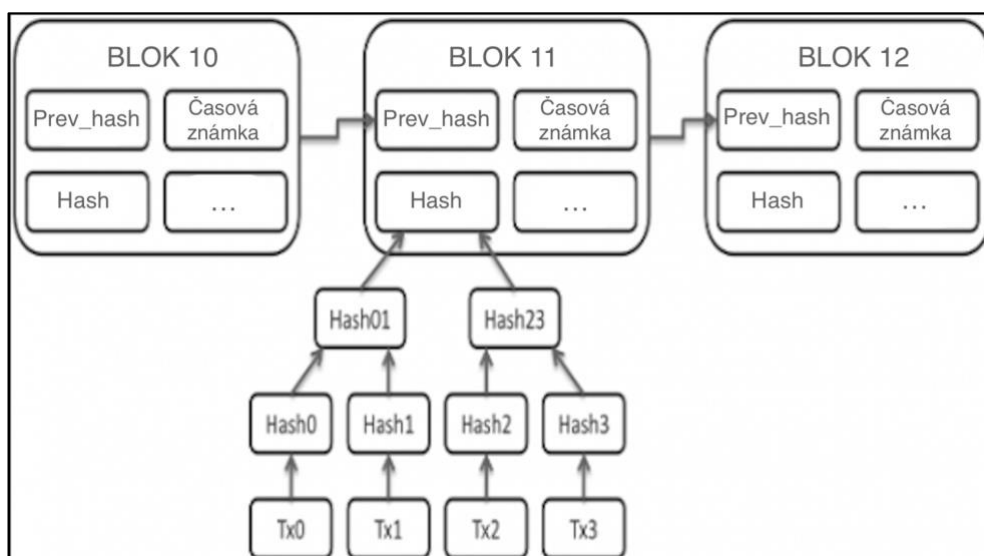 BLOK 10
BLOK 11
BLOK 12
Prev_hash
Časová
známka
Prev_hash
Časová
známka
Prev_hash
Časová
známka
Hash
...
Hash
...
Hash
...
Hash01
Hash23
Hash0
Hash1
Hash2
Hash3
Tx0
Tx1
Tx2
Tx3